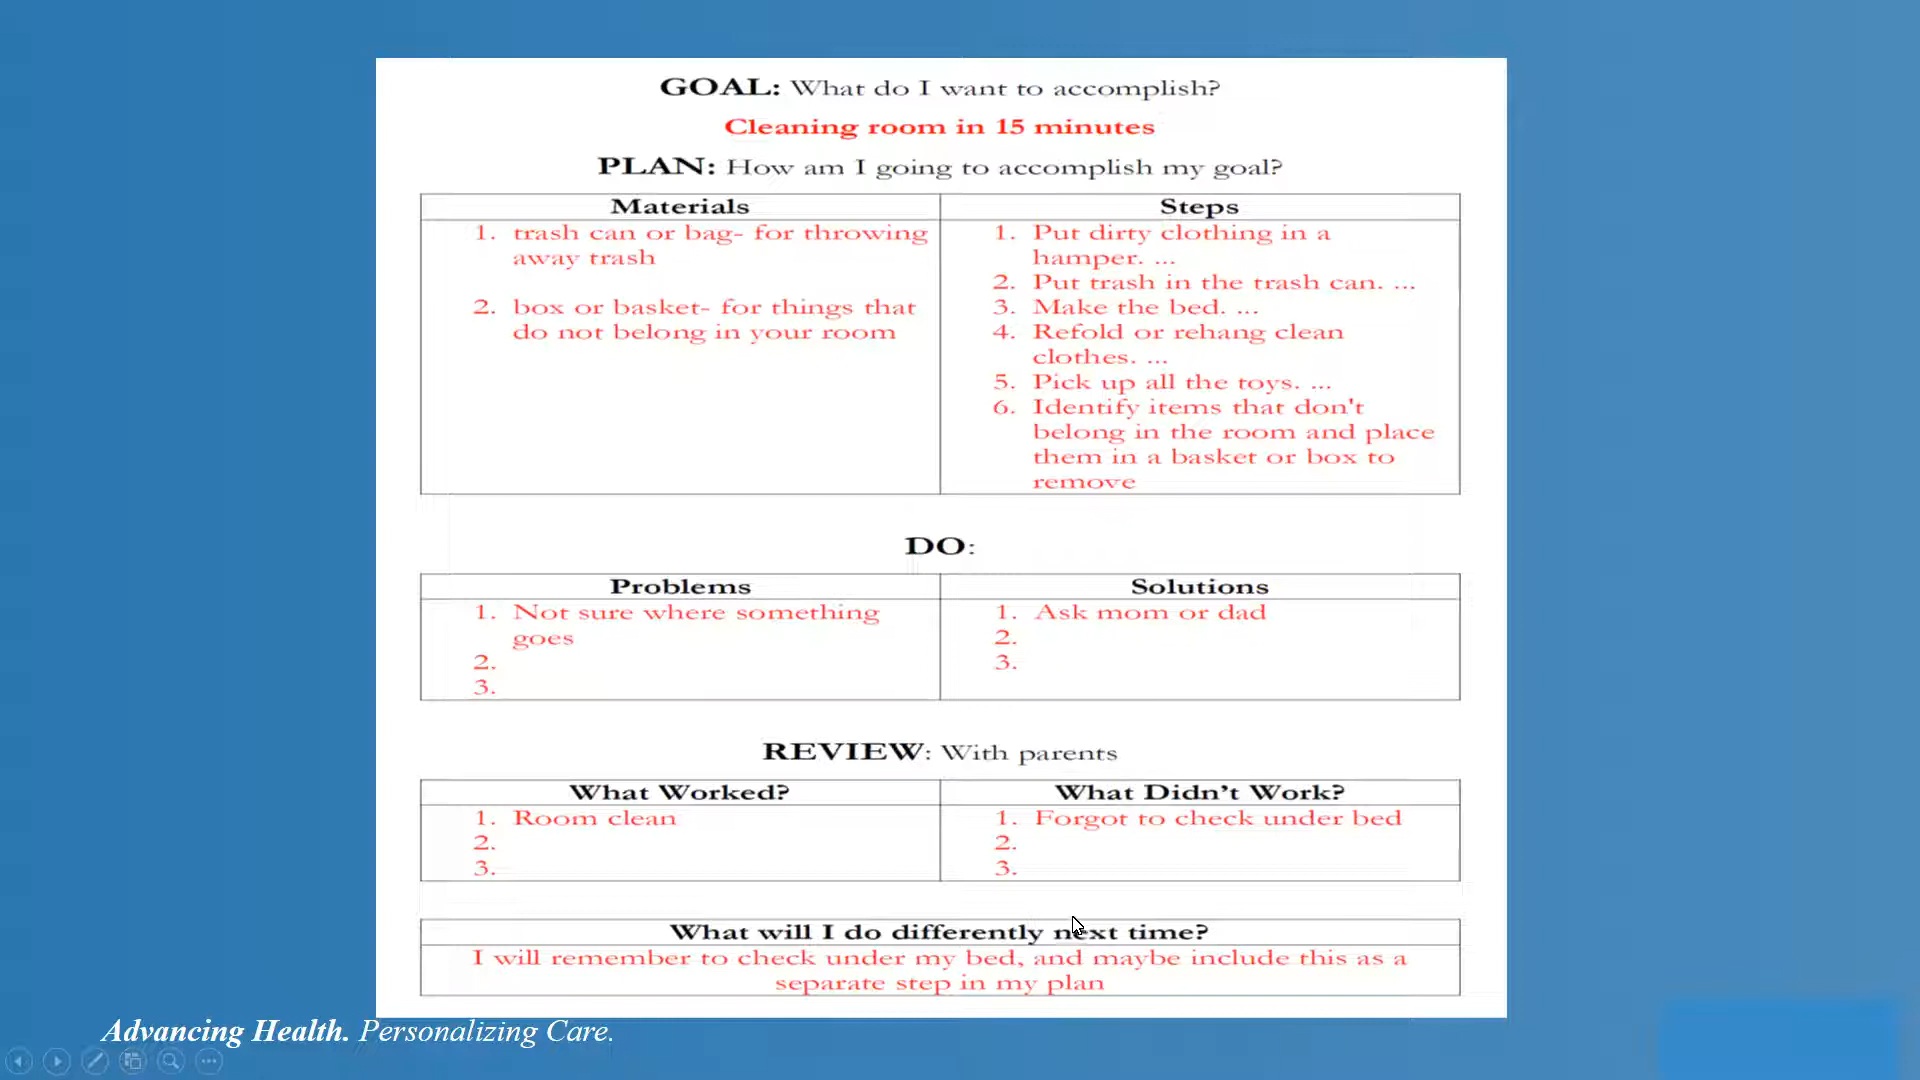 GOAL: What do I want to accomplish?
Cleaning room in 15 minutes
PLAN: How am I going to accomplish my goal?
Materials
1. trash can or bag- for throwing
away trash
2. box or basket- for things that
do not belong in your room
Steps
1. Put dirty clothing in a
hamper. ...
2. Put trash in the trash can. ...
3. Make the bed. ...
4. Refold or rehang clean
clothes. ...
5. Pick up all the toys. ...
6. Identify items that don't
belong in the room and place
them in a basket or box to
remove
DO:
Problems
1. Not sure where something
goes
2.
3.
Solutions
1. Ask mom or dad
2.
3.
REVIEW: With parents
What Worked?
1. Room clean
2.
3.
What Didn't Work?
1. Forgot to check under bed
2.
3.
What will I do differently next time?
I will remember to check under my bed, and maybe include this as a
separate step in my plan
Advancing Health. Personalizing Care.